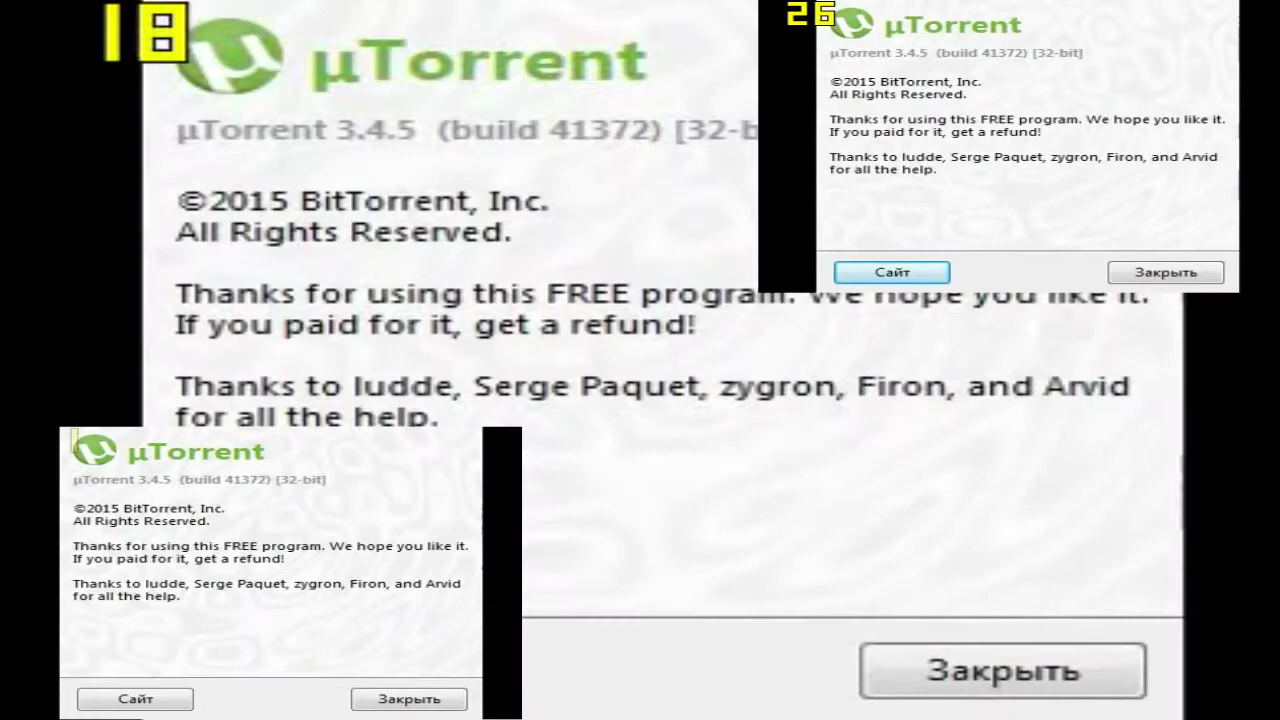 18
µTorrent
µTorrent 3.4.5 (build 41372) [32-b
©2015 BitTorrent, Inc.
All Rights Reserved.
Thanks for using this FREE program. We hope you like it.
If you paid for it, get a refund!
Thanks to ludde, Serge Paquet, zygron, Firon, and Arvid
for all the help.
Закрыть
26
µTorrent
µTorrent 3.4.5 (build 41372) [32-bit]
©2015 BitTorrent, Inc.
All Rights Reserved.
Thanks for using this FREE program. We hope you like it.
If you paid for it, get a refund!
Thanks to ludde, Serge Paquet, zygron, Firon, and Arvid
for all the help.
Сайт
Закрыть
µTorrent
µTorrent 3.4.5 (build 41372) [32-bit]
©2015 BitTorrent, Inc.
All Rights Reserved.
Thanks for using this FREE program. We hope you like it.
If you paid for it, get a refund!
Thanks to ludde, Serge Paquet, zygron, Firon, and Arvid
for all the help.
Сайт
Закрыть